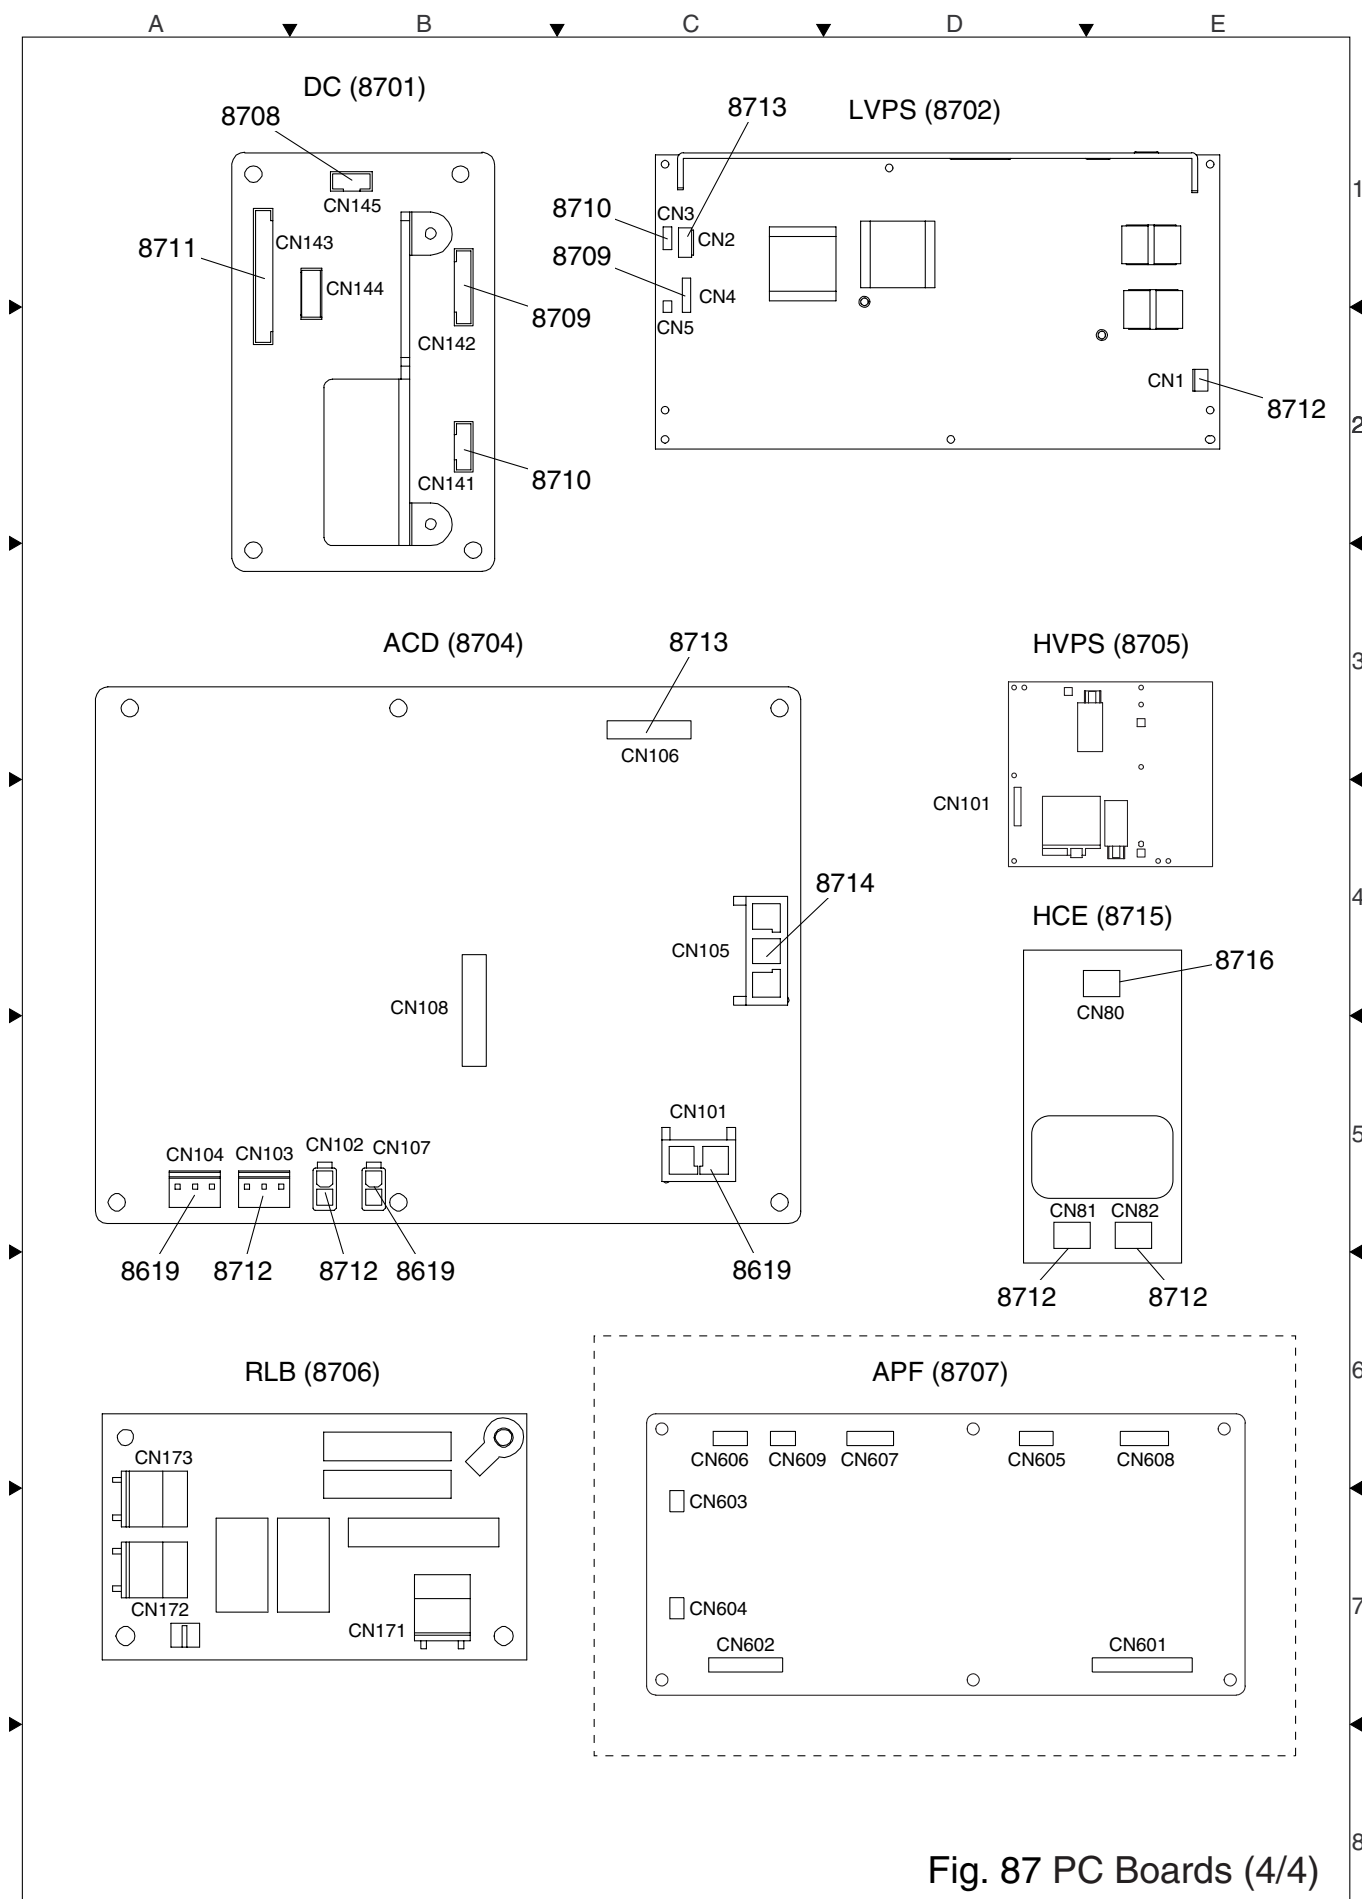 A B C D E
DC (8701)
8708
8713
LVPS (8702)
1
CN145
8710
CN3
CN2
8711
CN143
8709
CN144
CN4
8709
CN5
CN142
CN1
8712
2
CN141
8710
ACD (8704)
8713
HVPS (8705)
3
CN106
CN101
8714
4
HCE (8715)
CN105
8716
CN108
CN80
CN101
5
CN104
CN103
CN102
CN107
CN81
CN82
8619
8712
8712
8619
8619
8712
8712
RLB (8706)
APF (8707)
6
CN173
CN606
CN609
CN607
CN605
CN608
CN603
CN172
CN171
CN604
7
CN602
CN601
8
Fig. 87 PC Boards (4/4)